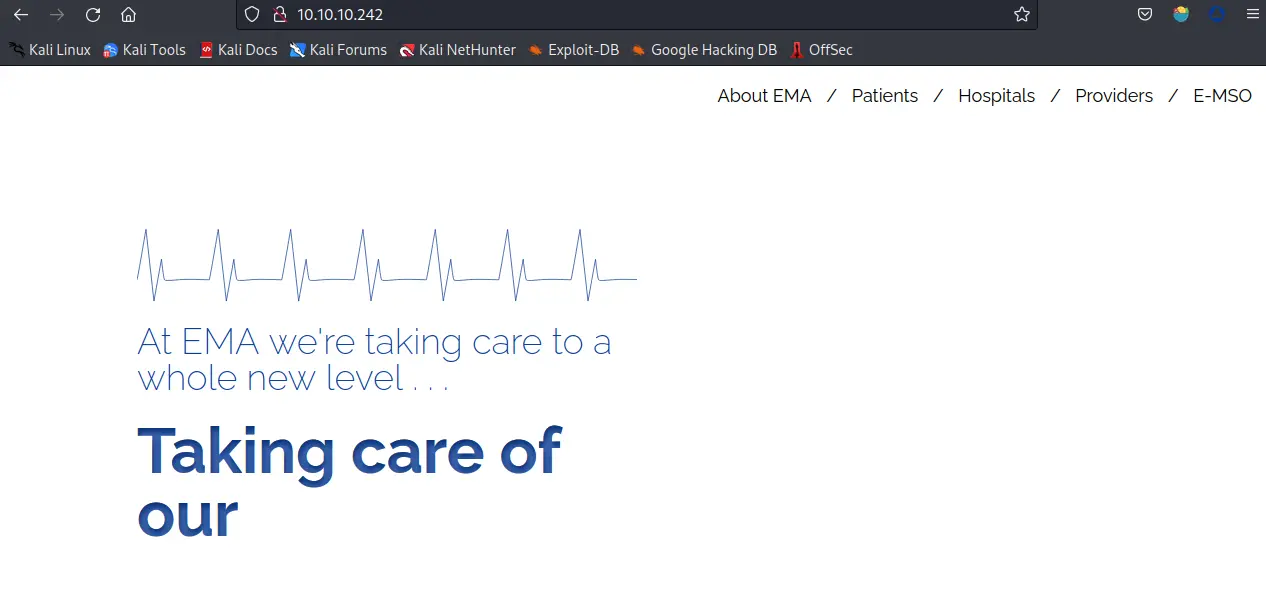 10.10.10.242
Kali Linux Kali Tools Kali Docs Kali Forums Kali NetHunter Exploit-DB Google Hacking DB OffSec
About EMA / Patients / Hospitals / Providers / E-MSO
At EMA we're taking care to a
whole new level . . .
Taking care of
our